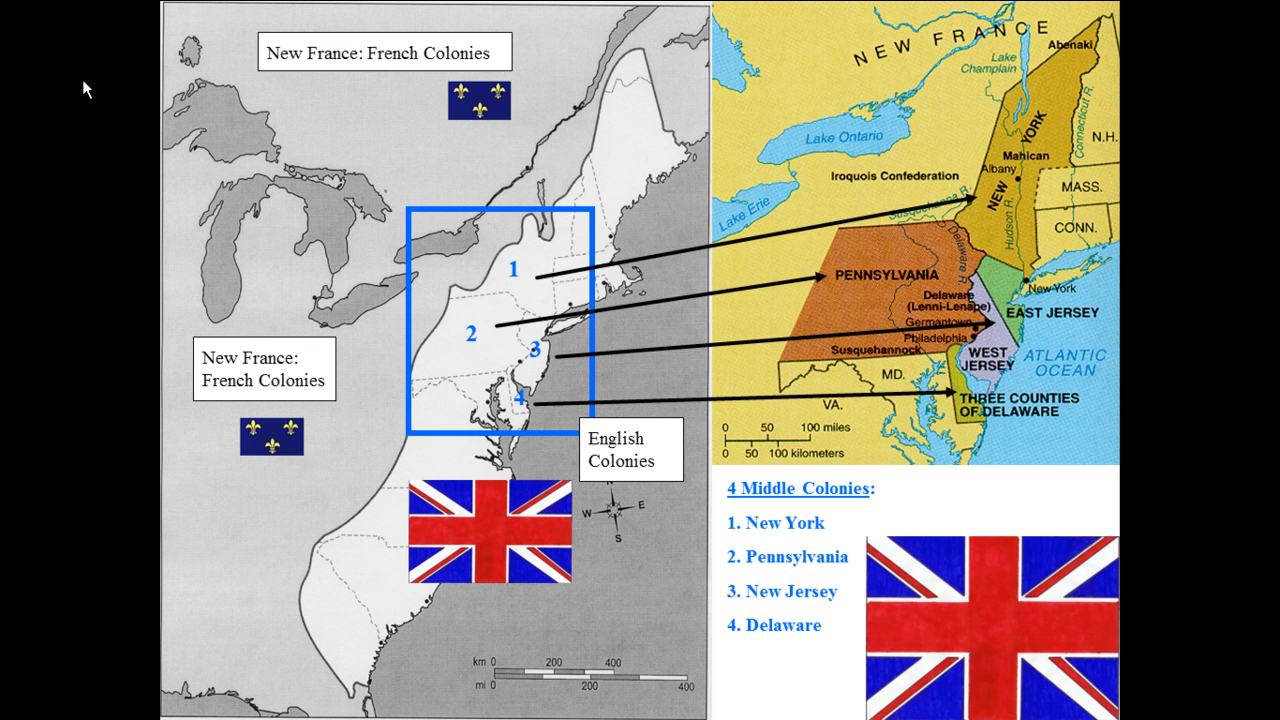 New France: French Colonies
New France:
French Colonies
1
2
3
4
English
Colonies
W
E
S
km 0 200 400
mi 0 200 400
NEW FRANCE
Abenaki
Lake
Champlain
Connecticut R.
Lake Ontario
N.H.
NEW YORK
Mahican
Albany
Iroquois Confederation
MASS.
Lake Erie
Susquehanna R.
Hudson R.
CONN.
Delaware R.
PENNSYLVANIA
New York
Delaware
(Lenni-Lenape)
EAST JERSEY
Germantown
Philadelphia
Susquehannock
WEST
JERSEY
ATLANTIC
OCEAN
MD.
VA.
THREE COUNTIES
OF DELAWARE
0 50 100 miles
0 50 100 kilometers
4 Middle Colonies:
1. New York
2. Pennsylvania
3. New Jersey
4. Delaware